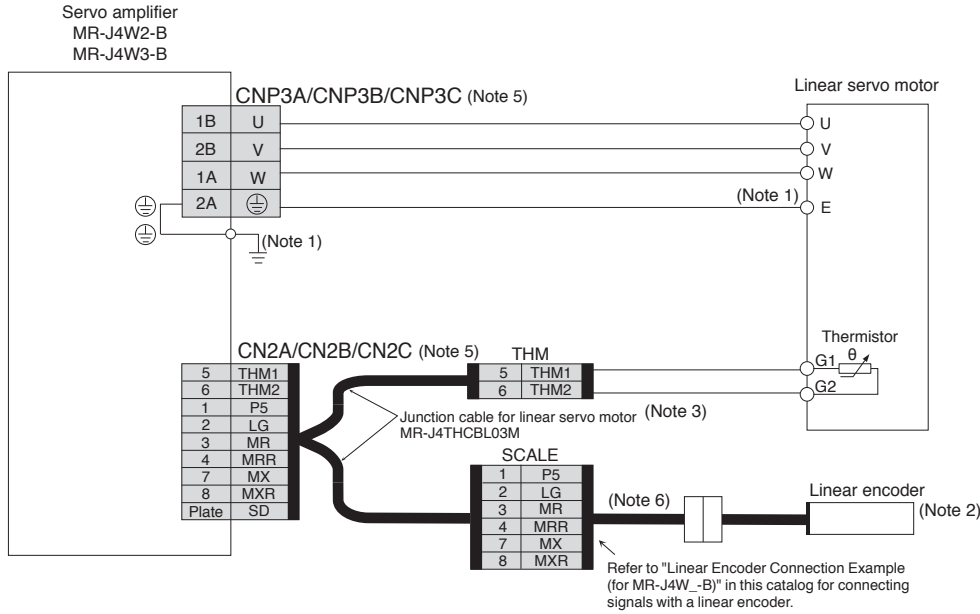 Servo amplifier
MR-J4W2-B
MR-J4W3-B
CNP3A/CNP3B/CNP3C (Note 5)
Linear servo motor
1B U
2B V
1A W
2A
U
V
W
(Note 1) E
(Note 1)
CN2A/CN2B/CN2C (Note 5)
5 THM1
6 THM2
1 P5
2 LG
3 MR
4 MRR
7 MX
8 MXR
Plate SD
THM
5 THM1
6 THM2
Thermistor
G1 θ
G2
(Note 3)
Junction cable for linear servo motor
MR-J4THCBL03M
SCALE
1 P5
2 LG
3 MR
4 MRR
7 MX
8 MXR
(Note 6)
Linear encoder
(Note 2)
Refer to "Linear Encoder Connection Example
(for MR-J4W_-B)" in this catalog for connecting
signals with a linear encoder.